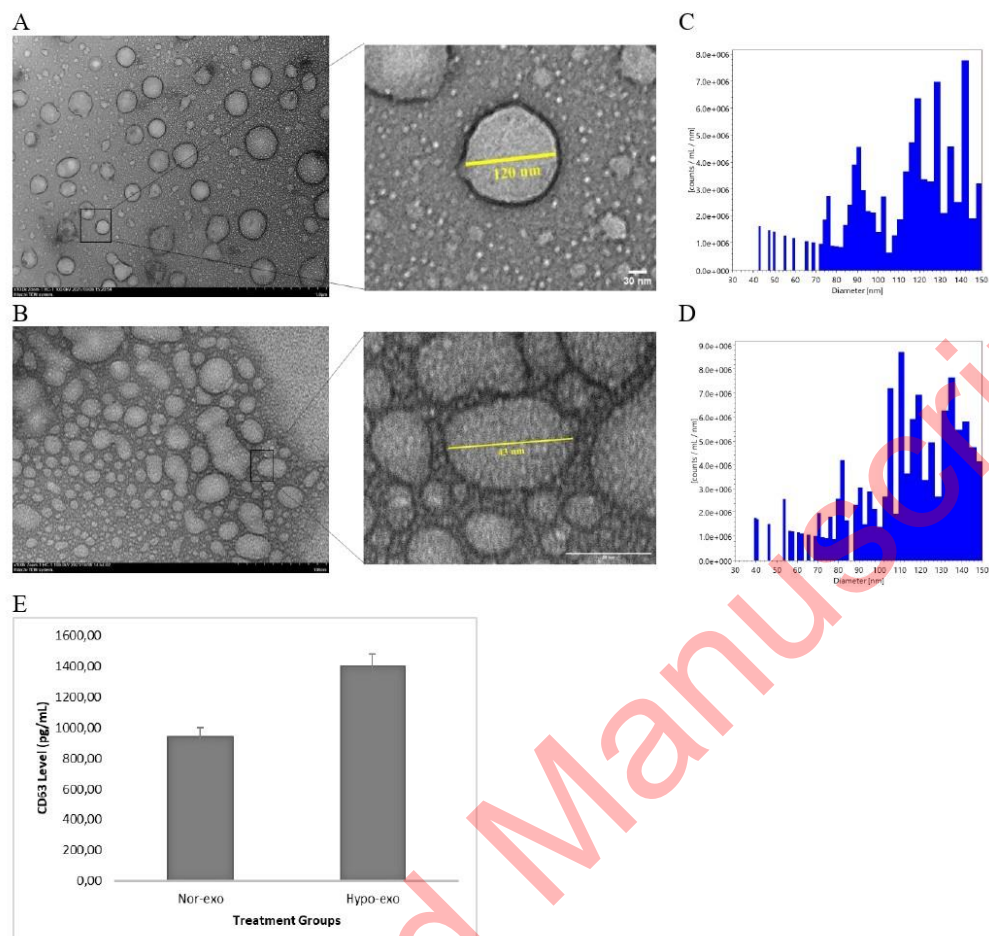 A
120 nm
30 nm
B
43 nm
C
8.0e+006
7.0e+006
6.0e+006
5.0e+006
4.0e+006
3.0e+006
2.0e+006
1.0e+006
0.0e+000
[counts / mL / nm]
30 40 50 60 70 80 90 100 110 120 130 140 150
Diameter [nm]
D
9.0e+006
8.0e+006
7.0e+006
6.0e+006
5.0e+006
4.0e+006
3.0e+006
2.0e+006
1.0e+006
0.0e+000
[counts / mL / nm]
30 40 50 60 70 80 90 100 110 120 130 140 150
Diameter [nm]
E
1600,00
1400,00
1200,00
1000,00
800,00
600,00
400,00
200,00
0,00
CD63 Level (pg/mL)
Nor-exo Hypo-exo
Treatment Groups
d Manuscri